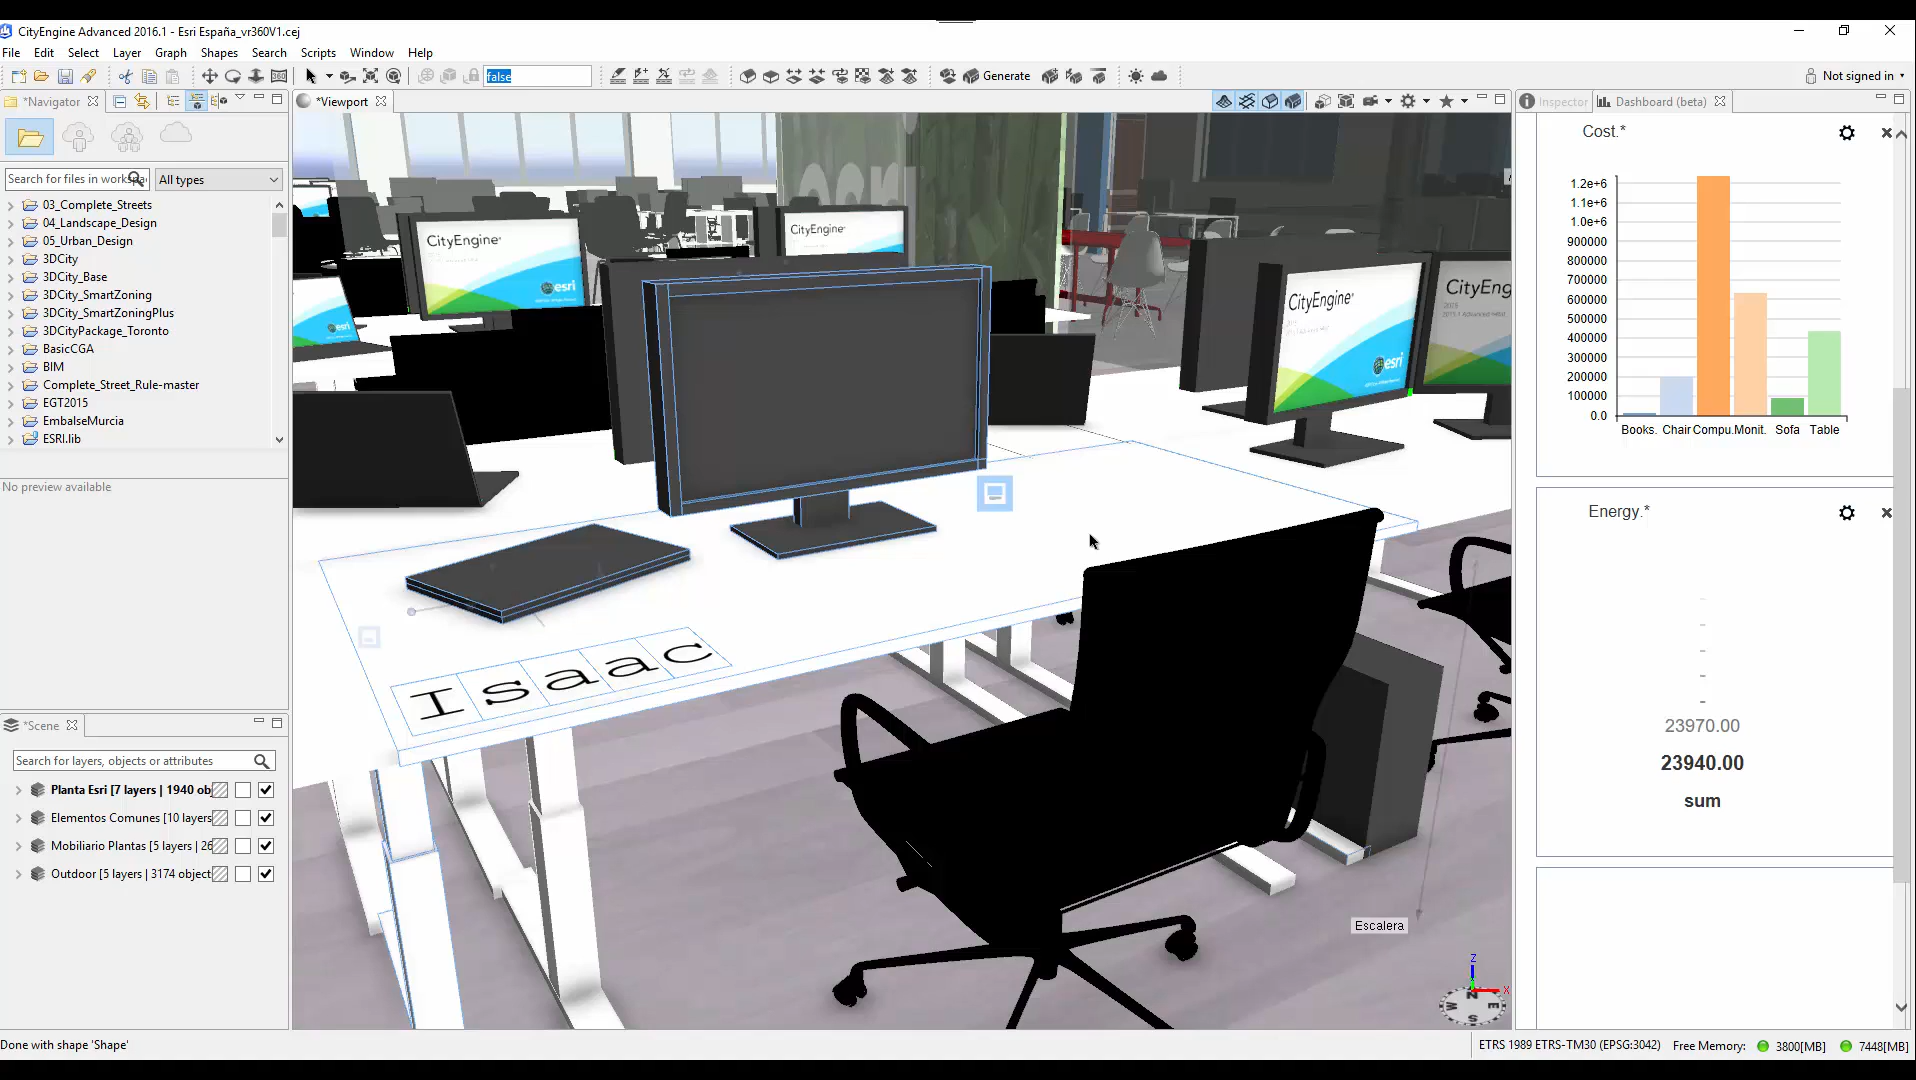 CityEngine Advanced 2016.1 - Esri España_vr360V1.cej
File Edit Select Layer Graph Shapes Search Scripts Window Help
false
Generate
Not signed in
*Navigator
*Viewport
Inspector
Dashboard (beta)
Search for files in workspa
All types
03_Complete_Streets
04_Landscape_Design
05_Urban_Design
3DCity
3DCity_Base
3DCity_SmartZoning
3DCity_SmartZoningPlus
3DCityPackage_Toronto
BasicCGA
BIM
Complete_Street_Rule-master
EGT2015
EmbalseMurcia
ESRI.lib
No preview available
*Scene
Search for layers, objects or attributes
Planta Esri [7 layers | 1940 ob
Elementos Comunes [10 layers
Mobiliario Plantas [5 layers | 26
Outdoor [5 layers | 3174 object
CityEngine
esri
CityEngine
CityEngine
esri
CityEng
esri
Isaac
Escalera
Z
X
N
E
S
W
Cost.*
1.2e+6
1.1e+6
1.0e+6
900000
800000
700000
600000
500000
400000
300000
200000
100000
0.0
Books. Chair Compu. Monit. Sofa Table
Energy.*
23970.00
23940.00
sum
Done with shape 'Shape'
ETRS 1989 ETRS-TM30 (EPSG:3042)
Free Memory:
3800[MB]
7448[MB]